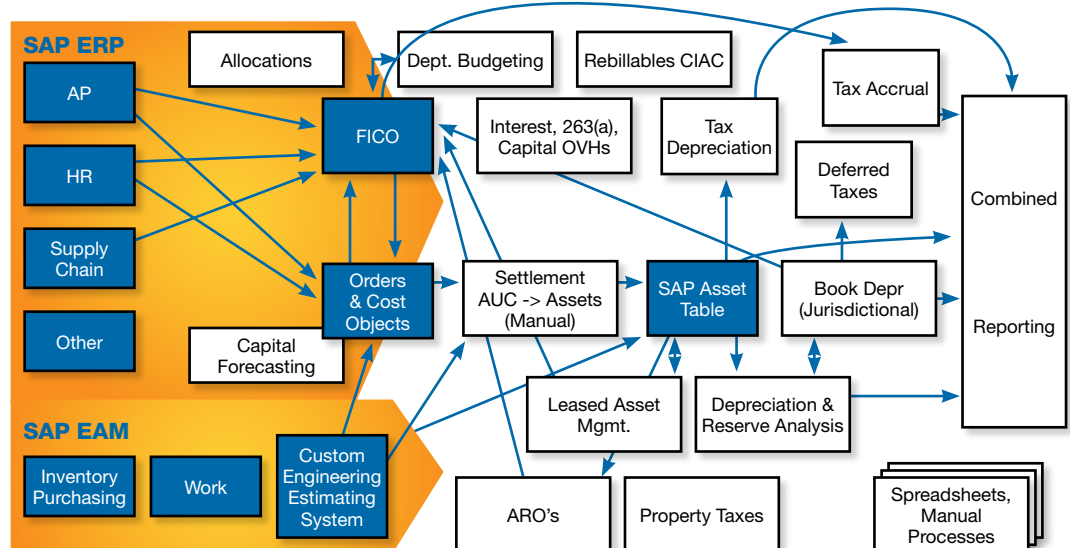 SAP ERP
AP
HR
Supply
Chain
Other
Allocations
Dept. Budgeting
Rebillables CIAC
Tax Accrual
FICO
Interest, 263(a),
Capital OVHs
Tax
Depreciation
Deferred
Taxes
Combined
Reporting
Orders
& Cost
Objects
Settlement
AUC -> Assets
(Manual)
SAP Asset
Table
Book Depr
(Jurisdictional)
Capital
Forecasting
Leased Asset
Mgmt.
Depreciation &
Reserve Analysis
SAP EAM
Inventory
Purchasing
Work
Custom
Engineering
Estimating
System
ARO's
Property Taxes
Spreadsheets,
Manual
Processes